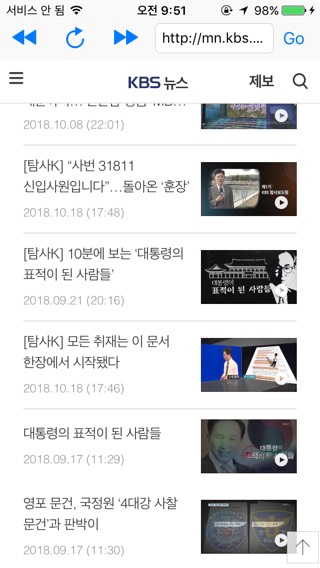 서비스 안 됨 오전 9:51 98%
http://mn.kbs.... Go
KBS 뉴스 제보
2018.10.08 (22:01)
[탐사K] “사번 31811
신입사원입니다”…돌아온 ‘훈장’
2018.10.18 (17:48)
[탐사K] 10분에 보는 ‘대통령의
표적이 된 사람들’
2018.09.21 (20:16)
대통령의
표적이 된 사람들
[탐사K] 모든 취재는 이 문서
한장에서 시작됐다
2018.10.18 (17:46)
대통령의 표적이 된 사람들
2018.09.17 (11:29)
대통령의
영포 문건, 국정원 ‘4대강 사찰
문건’과 판박이
2018.09.17 (11:30)